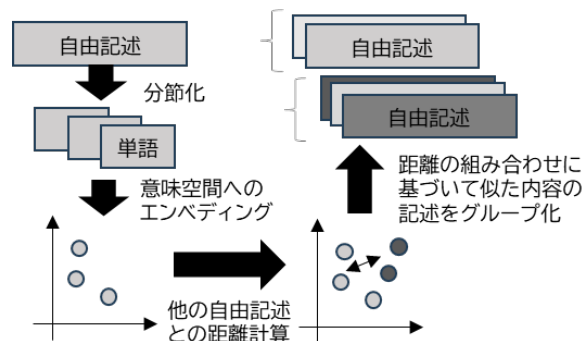 自由記述
分節化
単語
意味空間への
エンベディング
他の自由記述
との距離計算
距離の組み合わせに
基づいて似た内容の
記述をグループ化
自由記述
自由記述